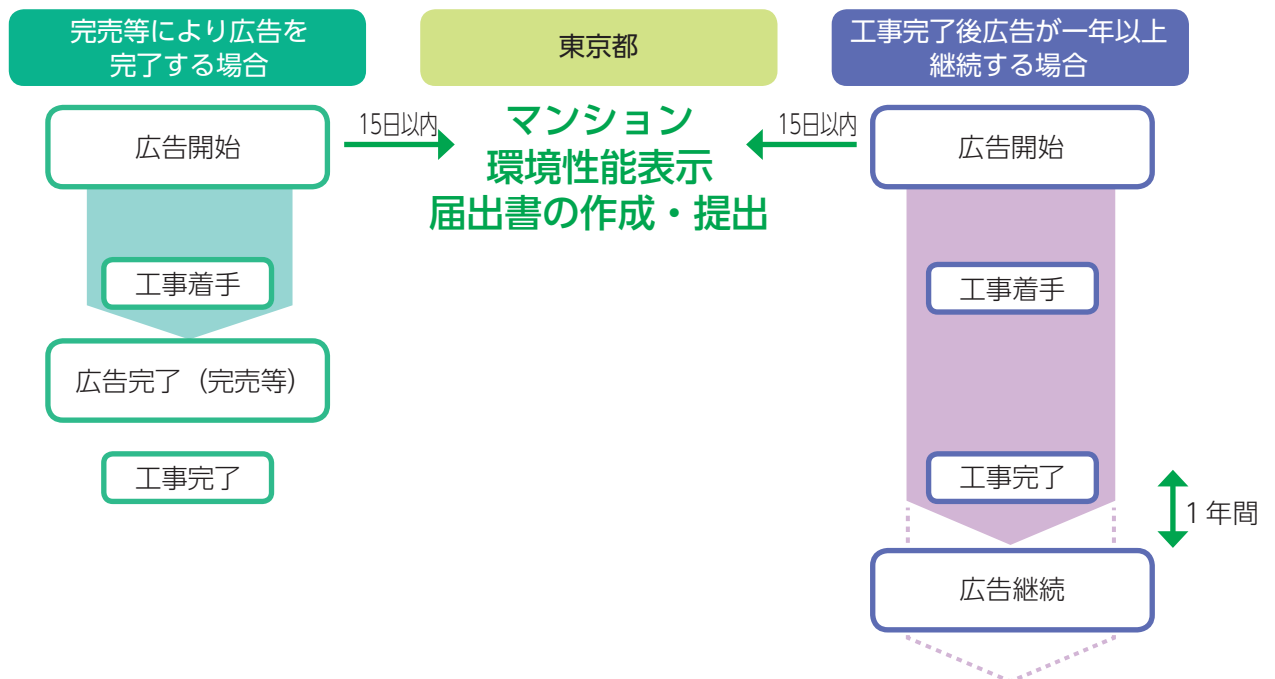 完売等により広告を
完了する場合
東京都
工事完了後広告が一年以上
継続する場合
広告開始
15日以内
マンション
環境性能表示
届出書の作成・提出
15日以内
広告開始
工事着手
工事着手
広告完了（完売等）
工事完了
工事完了
1年間
広告継続